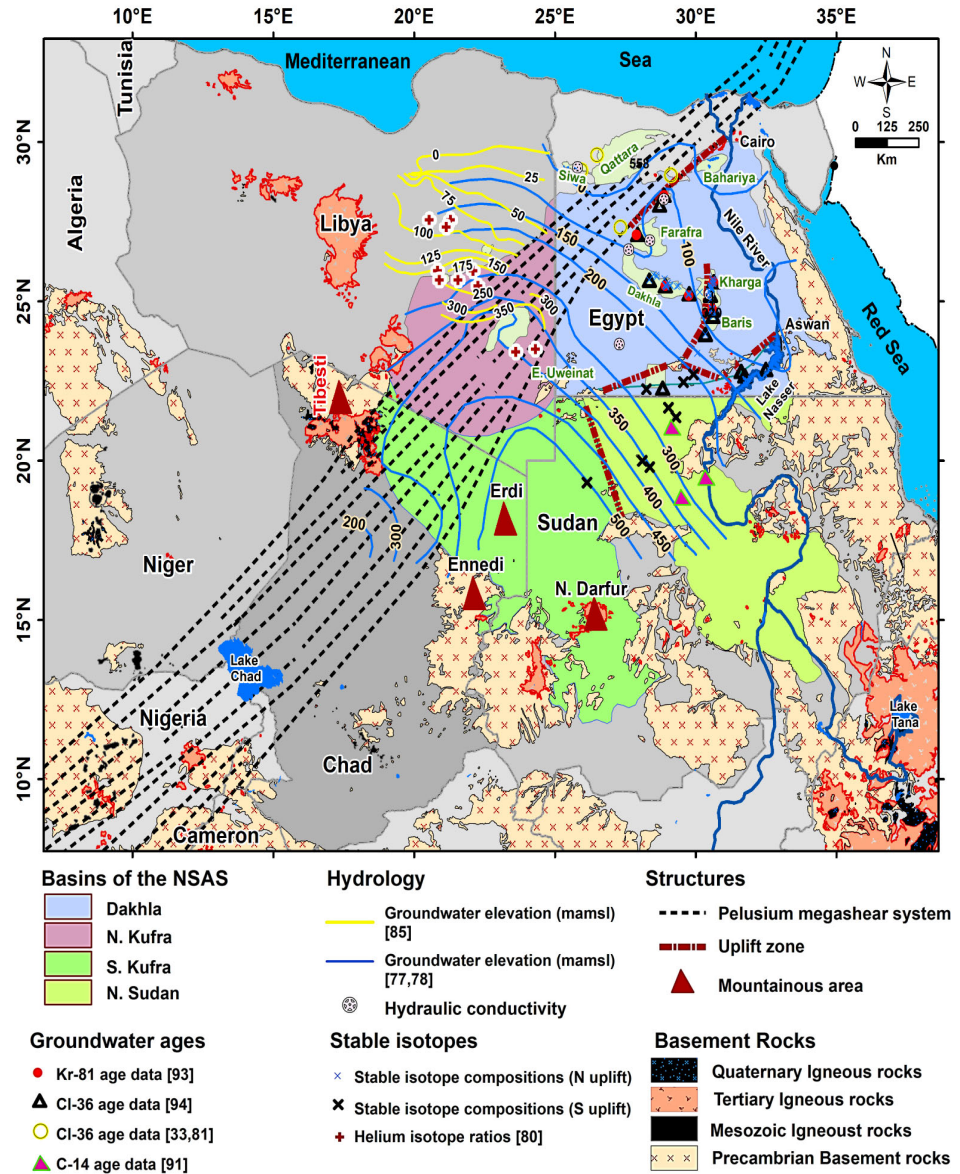 10°E 15°E 20°E 25°E 30°E 35°E
Tunisia
Mediterranean Sea
N
W E
S
0 125 250
Km
30°N
25°N
20°N
15°N
10°N
Algeria
Libya
Egypt
Niger
Nigeria
Chad
Cameron
Sudan
Cairo
Siwa
Qattara
558
Bahariya
Farafra
Dakhla
Kharga
Baris
Aswan
E. Uweinat
Nile River
Lake
Nasser
Red Sea
Tibesti
Erdi
Ennedi
N. Darfur
Lake
Chad
Lake
Tana
0
25
75
50
100
125
175
150
250
300
350
300
150
200
100
350
300
400
450
500
200
300
Basins of the NSAS
Dakhla
N. Kufra
S. Kufra
N. Sudan
Hydrology
Groundwater elevation (mamsl)
[85]
Groundwater elevation (mamsl)
[77,78]
Hydraulic conductivity
Structures
Pelusium megashear system
Uplift zone
Mountainous area
Groundwater ages
Kr-81 age data [93]
Cl-36 age data [94]
Cl-36 age data [33,81]
C-14 age data [91]
Stable isotopes
Stable isotope compositions (N uplift)
Stable isotope compositions (S uplift)
Helium isotope ratios [80]
Basement Rocks
Quaternary Igneous rocks
Tertiary Igneous rocks
Mesozoic Igneoust rocks
Precambrian Basement rocks